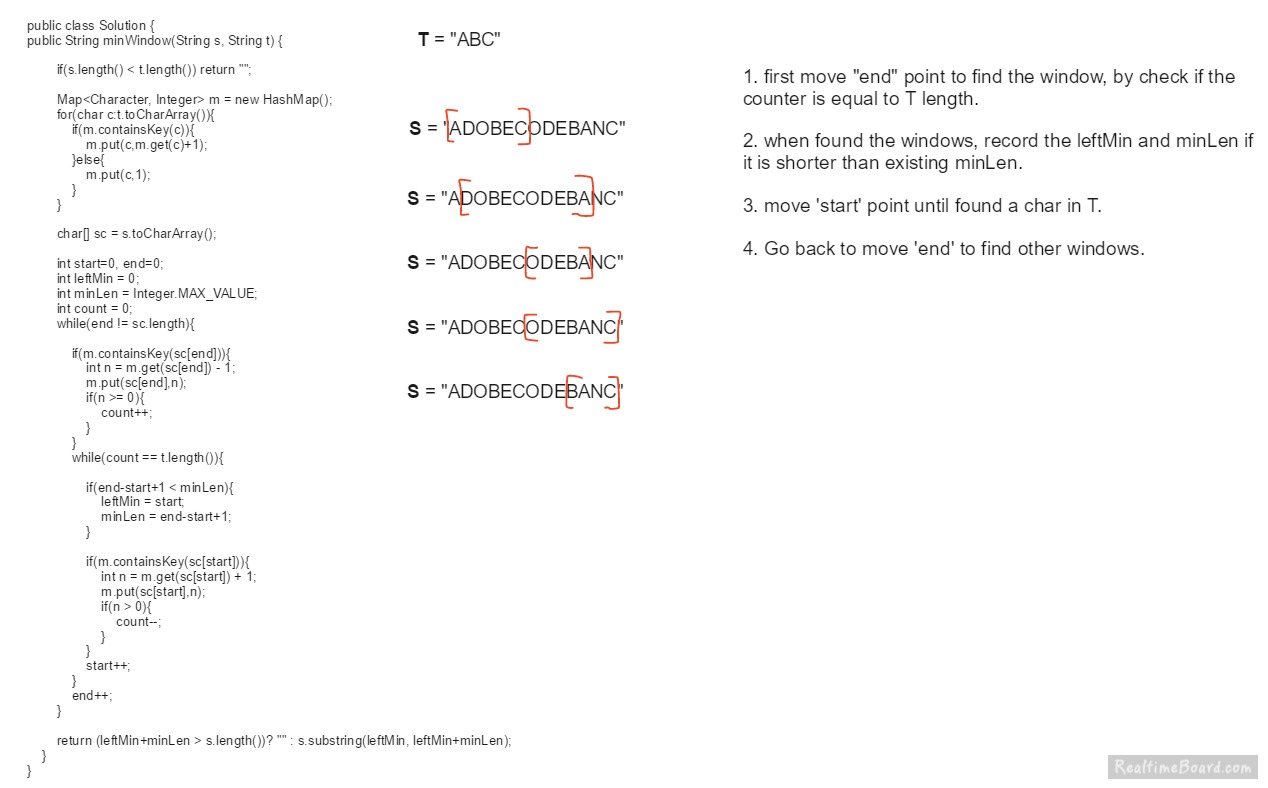 public class Solution {
public String minWindow(String s, String t) {
if(s.length() < t.length()) return "";
Map<Character, Integer> m = new HashMap();
for(char c:t.toCharArray()){
if(m.containsKey(c)){
m.put(c,m.get(c)+1);
}else{
m.put(c,1);
}
}
char[] sc = s.toCharArray();
int start=0, end=0;
int leftMin = 0;
int minLen = Integer.MAX_VALUE;
int count = 0;
while(end != sc.length){
if(m.containsKey(sc[end])){
int n = m.get(sc[end]) - 1;
m.put(sc[end],n);
if(n >= 0){
count++;
}
}
while(count == t.length()){
if(end-start+1 < minLen){
leftMin = start;
minLen = end-start+1;
}
if(m.containsKey(sc[start])){
int n = m.get(sc[start]) + 1;
m.put(sc[start],n);
if(n > 0){
count--;
}
}
start++;
}
end++;
}
return (leftMin+minLen > s.length())? "" : s.substring(leftMin, leftMin+minLen);
}
}
T = "ABC"
S = "ADOBECODEBANC"
S = "ADOBECODEBANC"
S = "ADOBECODEBANC"
S = "ADOBECODEBANC"
S = "ADOBECODEBANC"
1. first move "end" point to find the window, by check if the
counter is equal to T length.
2. when found the windows, record the leftMin and minLen if
it is shorter than existing minLen.
3. move 'start' point until found a char in T.
4. Go back to move 'end' to find other windows.
RealtimeBoard.com